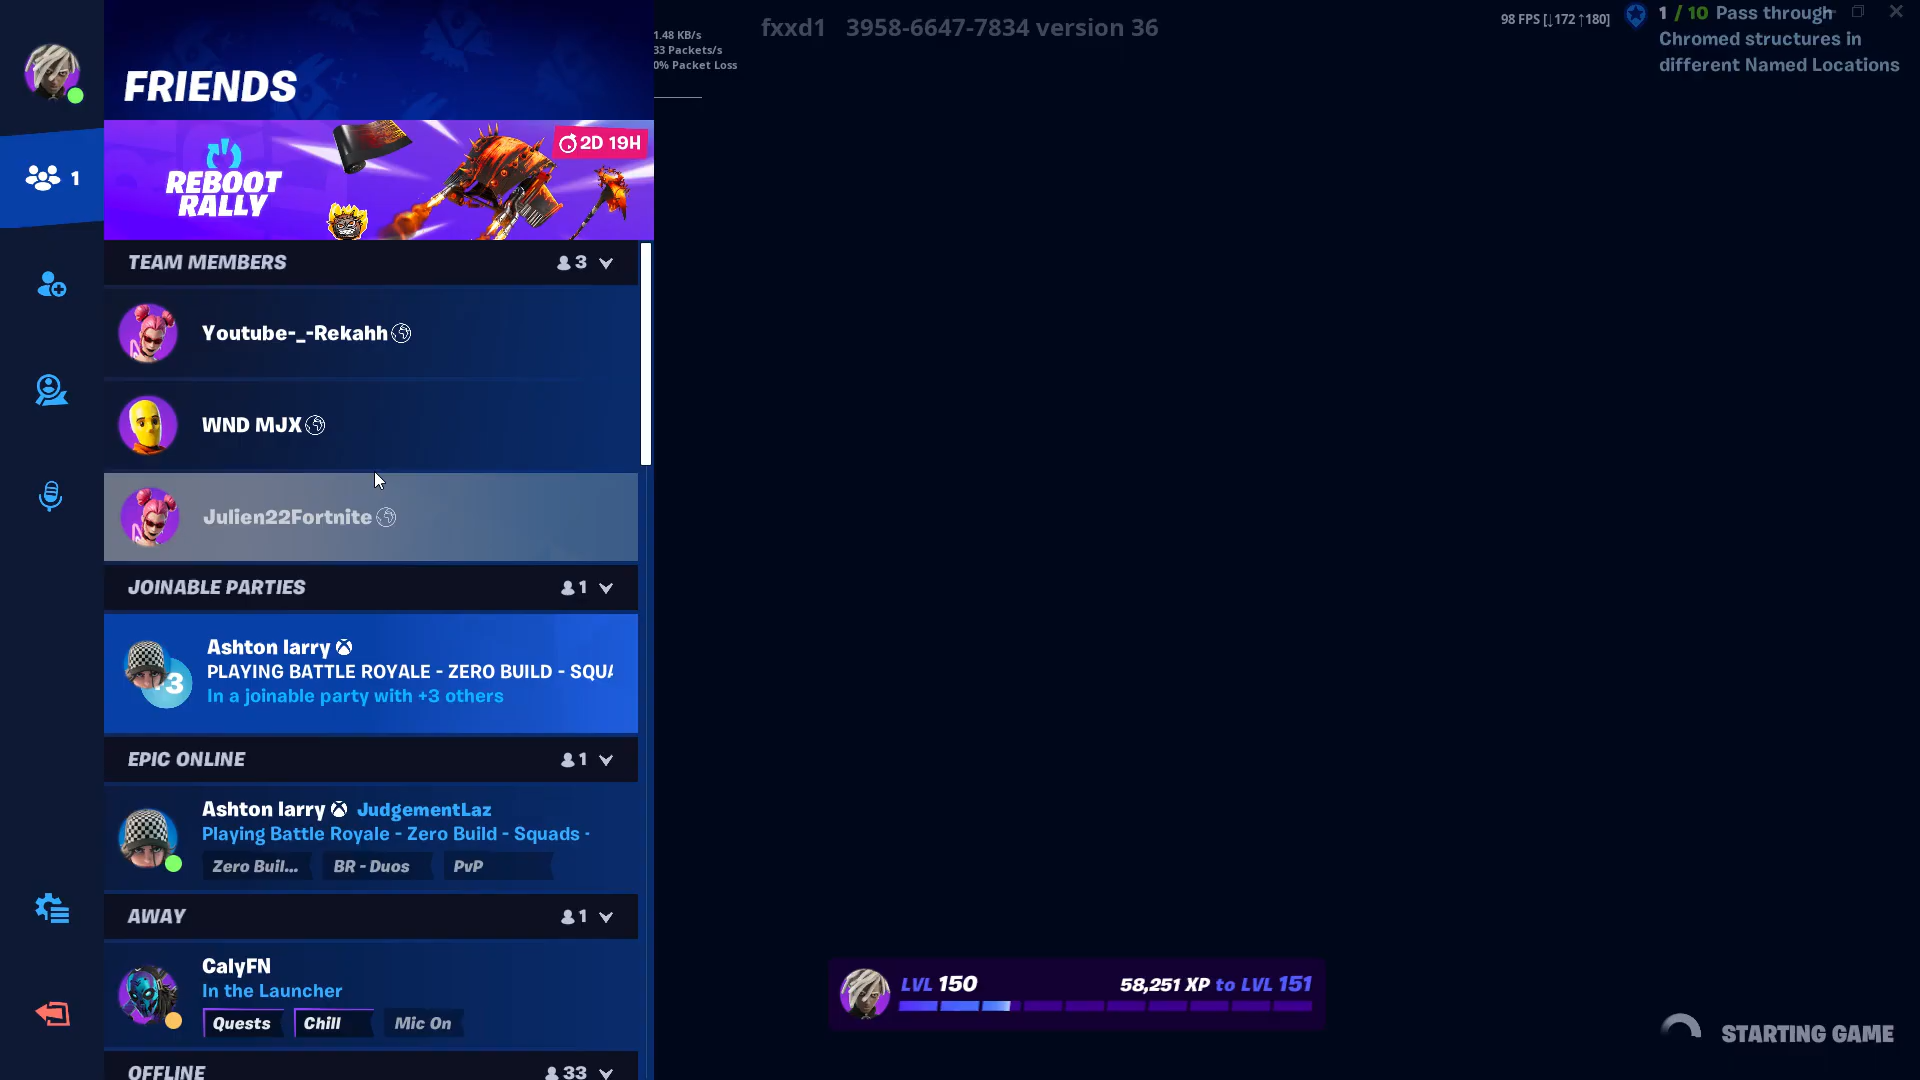 FRIENDS
1.48 KB/s
33 Packets/s
0% Packet Loss
fxxd1 3958-6647-7834 version 36
98 FPS [↓172 ↑180]
1 / 10 Pass through
Chromed structures in
different Named Locations
1
REBOOT
RALLY
2D 19H
TEAM MEMBERS 3
Youtube-_-Rekahh
WND MJX
Julien22Fortnite
JOINABLE PARTIES 1
+3
Ashton larry
PLAYING BATTLE ROYALE - ZERO BUILD - SQUA
In a joinable party with +3 others
EPIC ONLINE 1
Ashton larry JudgementLaz
Playing Battle Royale - Zero Build - Squads -
Zero Buil... BR - Duos PvP
AWAY 1
CalyFN
In the Launcher
Quests Chill Mic On
OFFLINE 33
LVL 150 58,251 XP to LVL 151
STARTING GAME